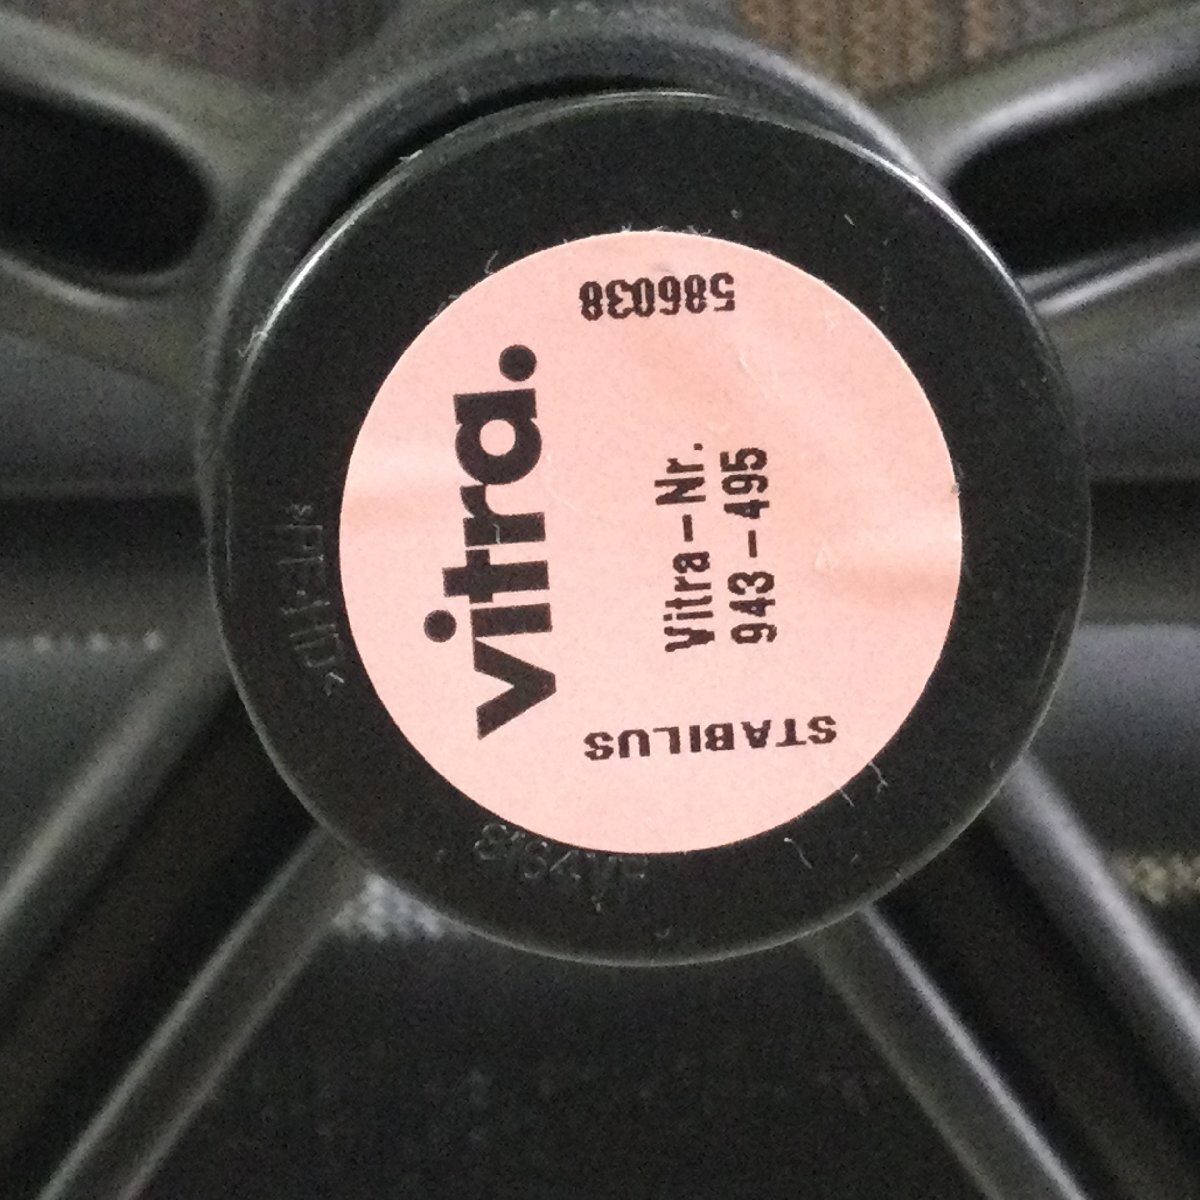 vitra.
Vitra-Nr.
943-495
586038
STABILUS